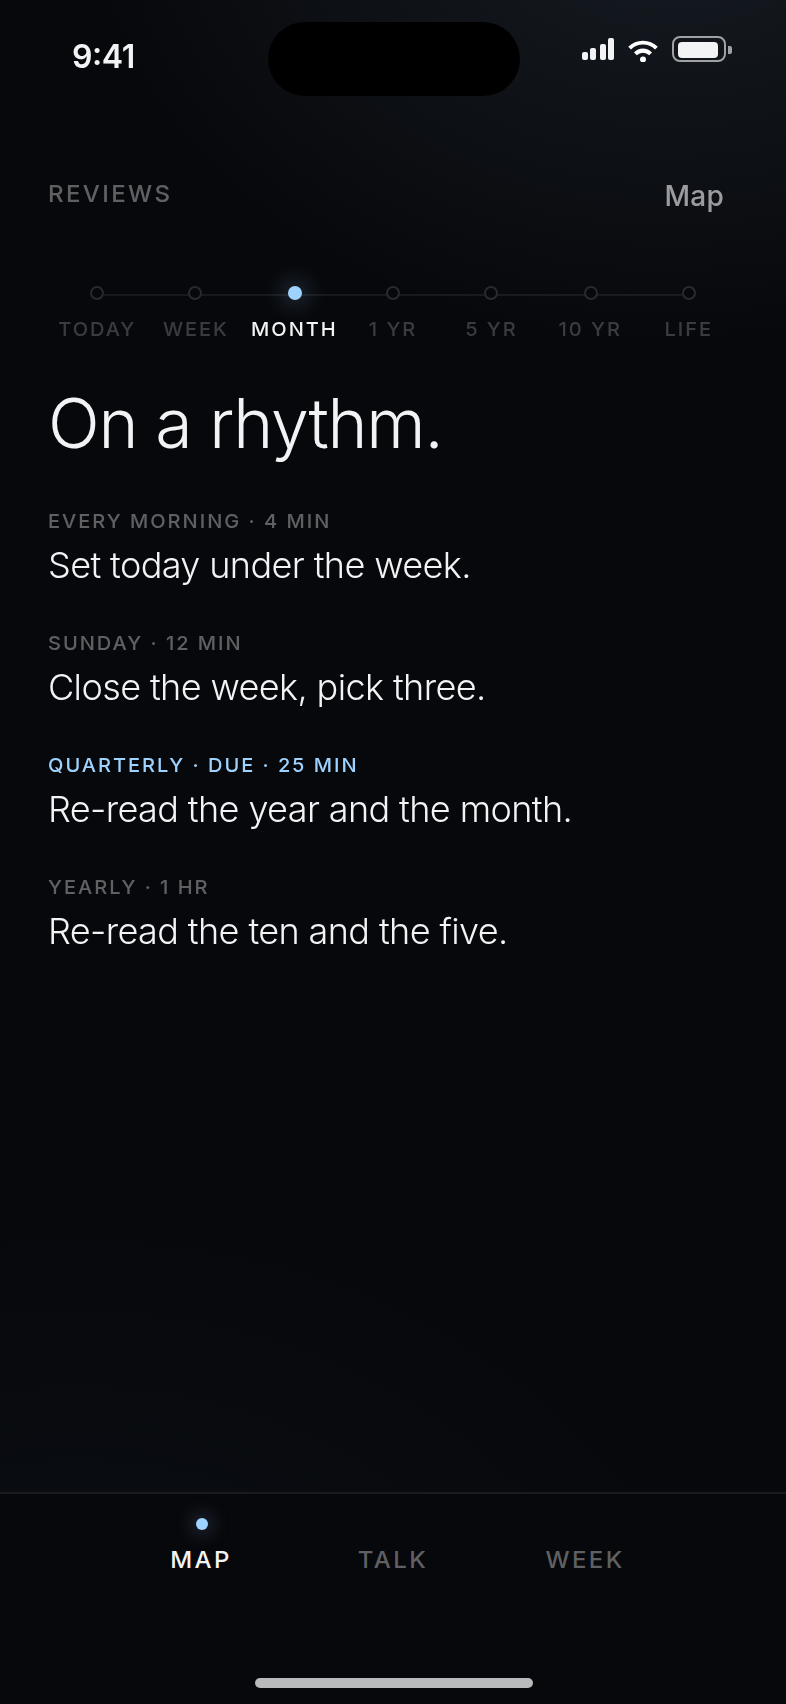 9:41
REVIEWS
Map
TODAY WEEK MONTH 1 YR 5 YR 10 YR LIFE
On a rhythm.
EVERY MORNING · 4 MIN
Set today under the week.
SUNDAY · 12 MIN
Close the week, pick three.
QUARTERLY · DUE · 25 MIN
Re-read the year and the month.
YEARLY · 1 HR
Re-read the ten and the five.
MAP TALK WEEK